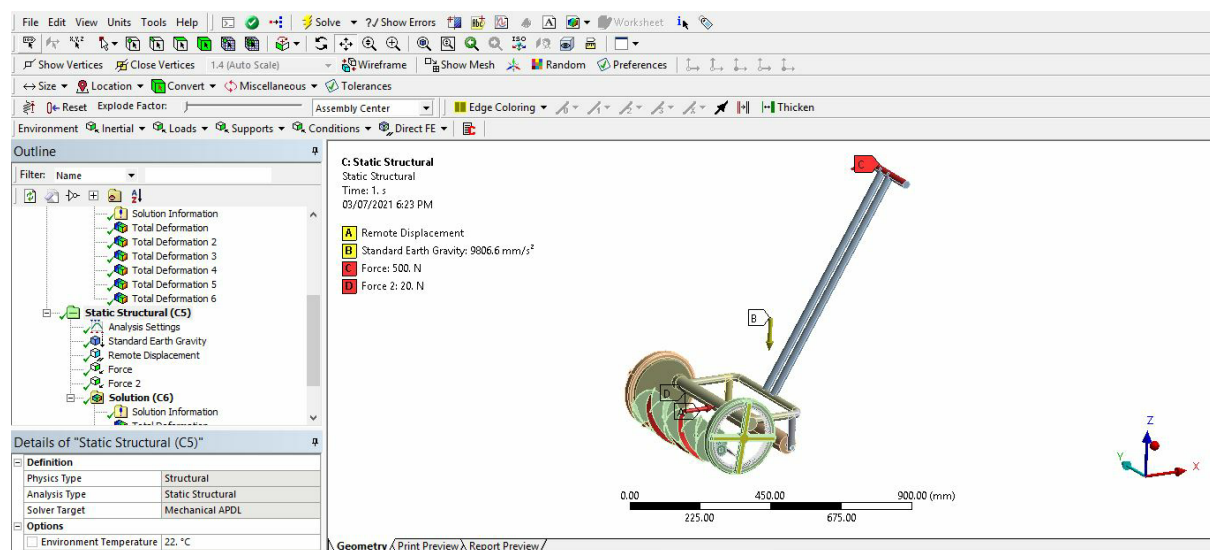 File Edit View Units Tools Help Solve ?/ Show Errors Worksheet
Show Vertices Close Vertices 1.4 (Auto Scale) Wireframe Show Mesh Random Preferences
Size Location Convert Miscellaneous Tolerances
Reset Explode Factor: Assembly Center Edge Coloring Thicken
Environment Inertial Loads Supports Conditions Direct FE
Outline
Filter: Name
Solution Information
Total Deformation
Total Deformation 2
Total Deformation 3
Total Deformation 4
Total Deformation 5
Total Deformation 6
Static Structural (C5)
Analysis Settings
Standard Earth Gravity
Remote Displacement
Force
Force 2
Solution (C6)
Solution Information
Details of "Static Structural (C5)"
Definition
Physics Type Structural
Analysis Type Static Structural
Solver Target Mechanical APDL
Options
Environment Temperature 22. °C
C: Static Structural
Static Structural
Time: 1. s
03/07/2021 6:23 PM
A Remote Displacement
B Standard Earth Gravity: 9806.6 mm/s²
C Force: 500. N
D Force 2: 20. N
C
B
D
A
Z
Y
X
0.00 450.00 900.00 (mm)
225.00 675.00
Geometry Print Preview Report Preview